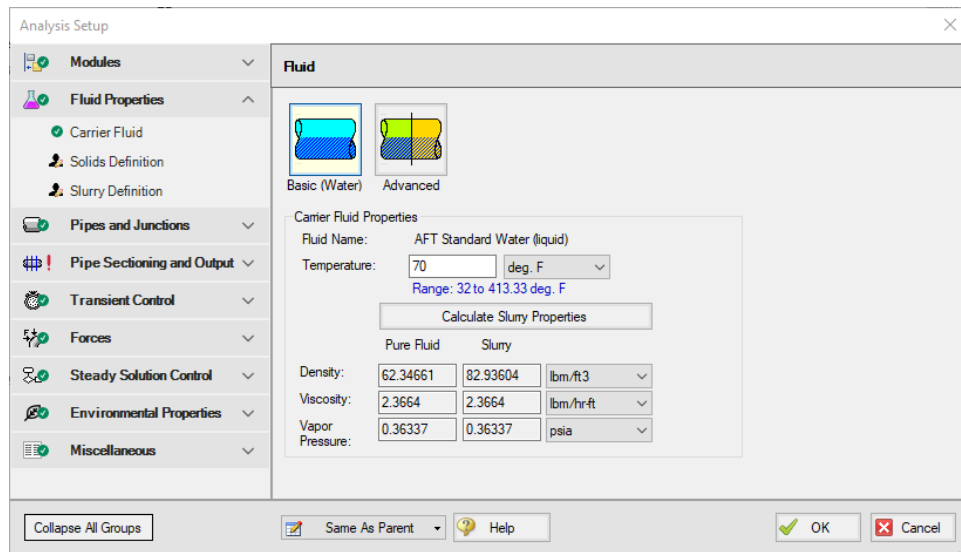 Analysis Setup
Modules
Fluid Properties
Carrier Fluid
Solids Definition
Slurry Definition
Pipes and Junctions
Pipe Sectioning and Output
Transient Control
Forces
Steady Solution Control
Environmental Properties
Miscellaneous
Collapse All Groups
Fluid
Basic (Water) Advanced
Carrier Fluid Properties
Fluid Name: AFT Standard Water (liquid)
Temperature: 70 deg. F
Range: 32 to 413.33 deg. F
Calculate Slurry Properties
Pure Fluid Slurry
Density: 62.34661 82.93604 lbm/ft3
Viscosity: 2.3664 2.3664 lbm/hr-ft
Vapor
Pressure: 0.36337 0.36337 psia
Same As Parent Help OK Cancel